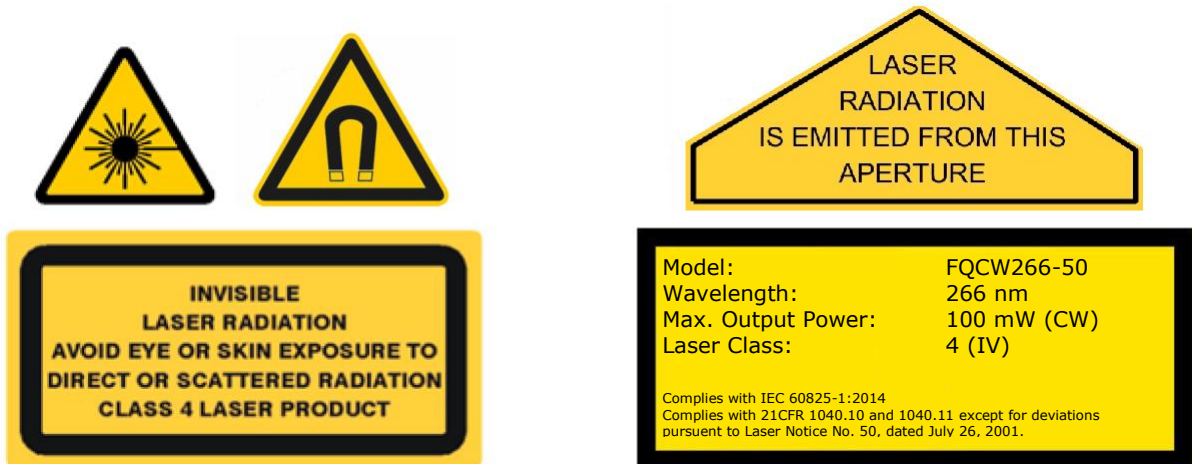 LASER
RADIATION
IS EMITTED FROM THIS
APERTURE
INVISIBLE
LASER RADIATION
AVOID EYE OR SKIN EXPOSURE TO
DIRECT OR SCATTERED RADIATION
CLASS 4 LASER PRODUCT
Model: FQCW266-50
Wavelength: 266 nm
Max. Output Power: 100 mW (CW)
Laser Class: 4 (IV)
Complies with IEC 60825-1:2014
Complies with 21CFR 1040.10 and 1040.11 except for deviations
pursuant to Laser Notice No. 50, dated July 26, 2001.